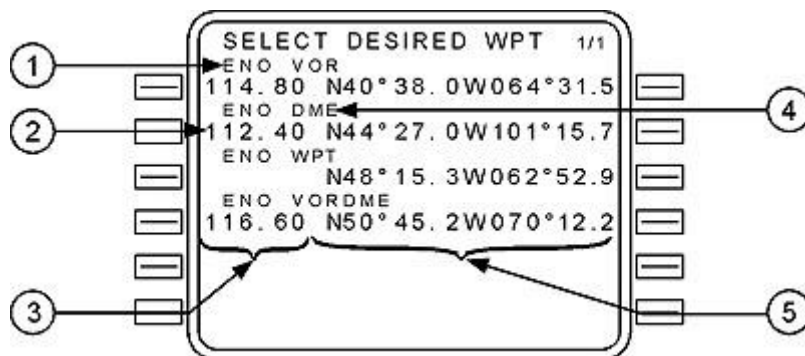 SELECT DESIRED WPT 1/1
ENO VOR
114.80 N40°38.0W064°31.5
ENO DME
112.40 N44°27.0W101°15.7
ENO WPT
N48°15.3W062°52.9
ENO VORDME
116.60 N50°45.2W070°12.2
1
2
3
4
5